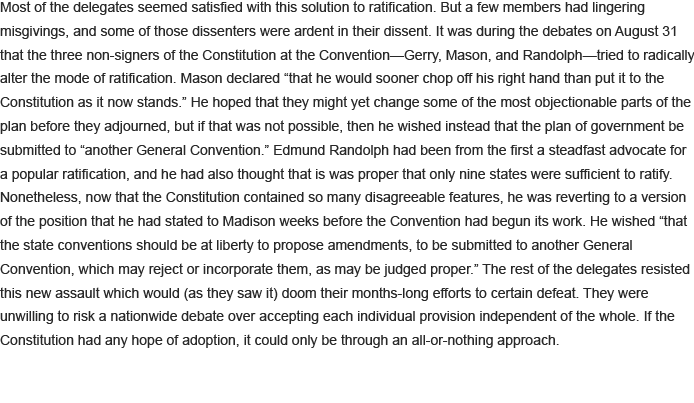 Most of the delegates seemed satisfied with this solution to ratification. But a few members had lingering
misgivings, and some of those dissenters were ardent in their dissent. It was during the debates on August 31
that the three non-signers of the Constitution at the Convention—Gerry, Mason, and Randolph—tried to radically
alter the mode of ratification. Mason declared “that he would sooner chop off his right hand than put it to the
Constitution as it now stands.” He hoped that they might yet change some of the most objectionable parts of the
plan before they adjourned, but if that was not possible, then he wished instead that the plan of government be
submitted to “another General Convention.” Edmund Randolph had been from the first a steadfast advocate for
a popular ratification, and he had also thought that is was proper that only nine states were sufficient to ratify.
Nonetheless, now that the Constitution contained so many disagreeable features, he was reverting to a version
of the position that he had stated to Madison weeks before the Convention had begun its work. He wished “that
the state conventions should be at liberty to propose amendments, to be submitted to another General
Convention, which may reject or incorporate them, as may be judged proper.” The rest of the delegates resisted
this new assault which would (as they saw it) doom their months-long efforts to certain defeat. They were
unwilling to risk a nationwide debate over accepting each individual provision independent of the whole. If the
Constitution had any hope of adoption, it could only be through an all-or-nothing approach.